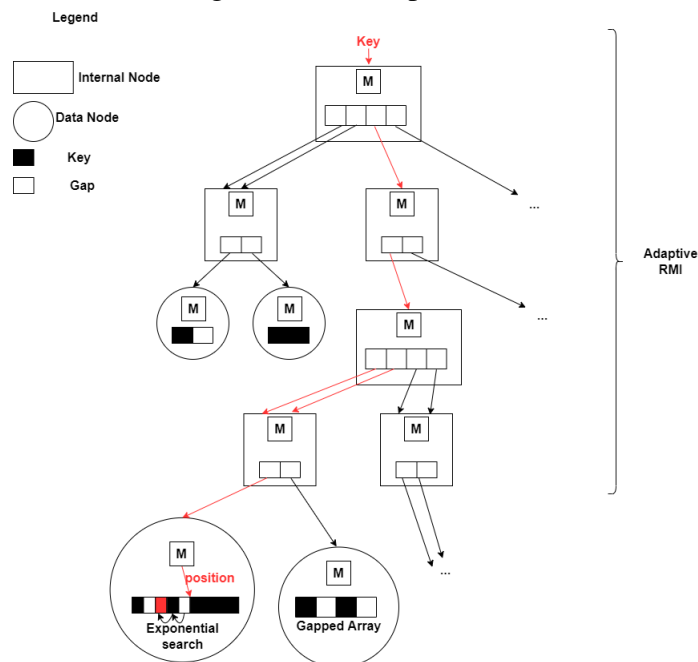 Legend
Internal Node
Data Node
Key
Gap
Key
M
M
M
...
M
M
M
...
M
M
M
position
Exponential
search
M
Gapped Array
...
Adaptive
RMI